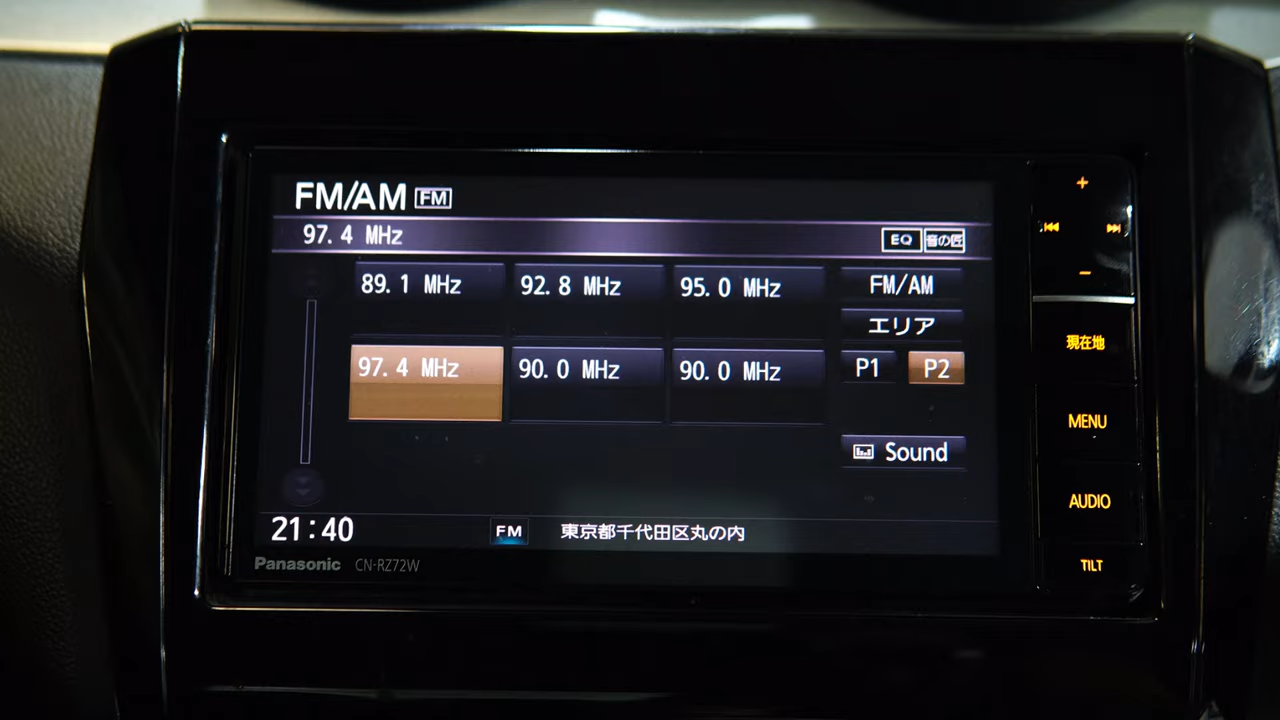 FM/AM FM
97.4 MHz EQ 音の匠
89.1 MHz 92.8 MHz 95.0 MHz FM/AM
エリア
97.4 MHz 90.0 MHz 90.0 MHz P1 P2
Sound
21:40 FM 東京都千代田区丸の内
Panasonic CN-RZ72W
+
-
現在地
MENU
AUDIO
TILT